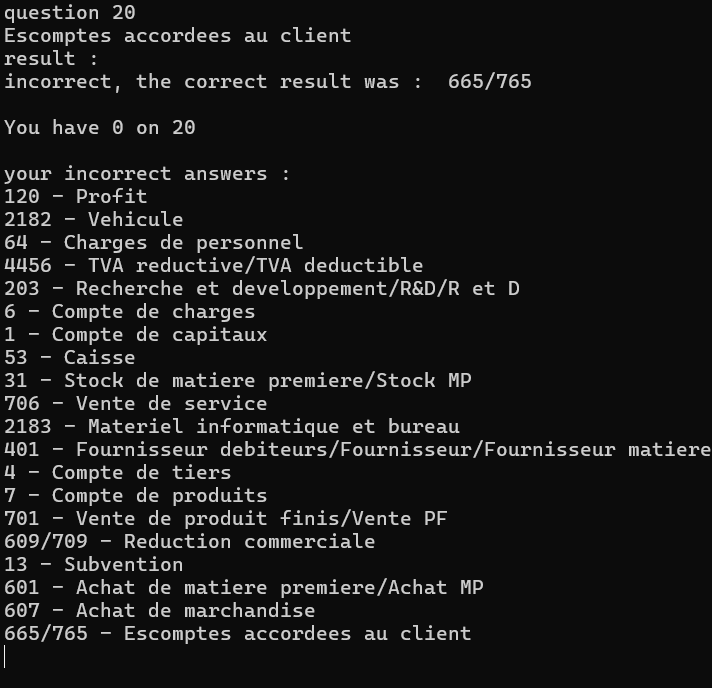 question 20
Escomptes accordees au client
result :
incorrect, the correct result was :  665/765
You have 0 on 20
your incorrect answers :
120 - Profit
2182 - Vehicule
64 - Charges de personnel
4456 - TVA reductive/TVA deductible
203 - Recherche et developpement/R&D/R et D
6 - Compte de charges
1 - Compte de capitaux
53 - Caisse
31 - Stock de matiere premiere/Stock MP
706 - Vente de service
2183 - Materiel informatique et bureau
401 - Fournisseur debiteurs/Fournisseur/Fournisseur matiere
4 - Compte de tiers
7 - Compte de produits
701 - Vente de produit finis/Vente PF
609/709 - Reduction commerciale
13 - Subvention
601 - Achat de matiere premiere/Achat MP
607 - Achat de marchandise
665/765 - Escomptes accordees au client